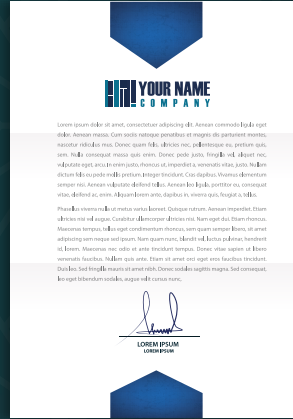 YOUR NAME
COMPANY
Lorem ipsum dolor sit amet, consectetuer adipiscing elit. Aenean commodo ligula eget
dolor. Aenean massa. Cum sociis natoque penatibus et magnis dis parturient montes,
nascetur ridiculus mus. Donec quam felis, ultricies nec, pellentesque eu, pretium quis,
sem. Nulla consequat massa quis enim. Donec pede justo, fringilla vel, aliquet nec,
vulputate eget, arcu. In enim justo, rhoncus ut, imperdiet a, venenatis vitae, justo. Nullam
dictum felis eu pede mollis pretium. Integer tincidunt. Cras dapibus. Vivamus elementum
semper nisi. Aenean vulputate eleifend tellus. Aenean leo ligula, porttitor eu, consequat
vitae, eleifend ac, enim. Aliquam lorem ante, dapibus in, viverra quis, feugiat a, tellus.
Phasellus viverra nulla ut metus varius laoreet. Quisque rutrum. Aenean imperdiet. Etiam
ultricies nisi vel augue. Curabitur ullamcorper ultricies nisi. Nam eget dui. Etiam rhoncus.
Maecenas tempus, tellus eget condimentum rhoncus, sem quam semper libero, sit amet
adipiscing sem neque sed ipsum. Nam quam nunc, blandit vel, luctus pulvinar, hendrerit
id, lorem. Maecenas nec odio et ante tincidunt tempus. Donec vitae sapien ut libero
venenatis faucibus. Nullam quis ante. Etiam sit amet orci eget eros faucibus tincidunt.
Duis leo. Sed fringilla mauris sit amet nibh. Donec sodales sagittis magna. Sed consequat,
leo eget bibendum sodales, augue velit cursus nunc,
LOREM IPSUM
LOREM IPSUM